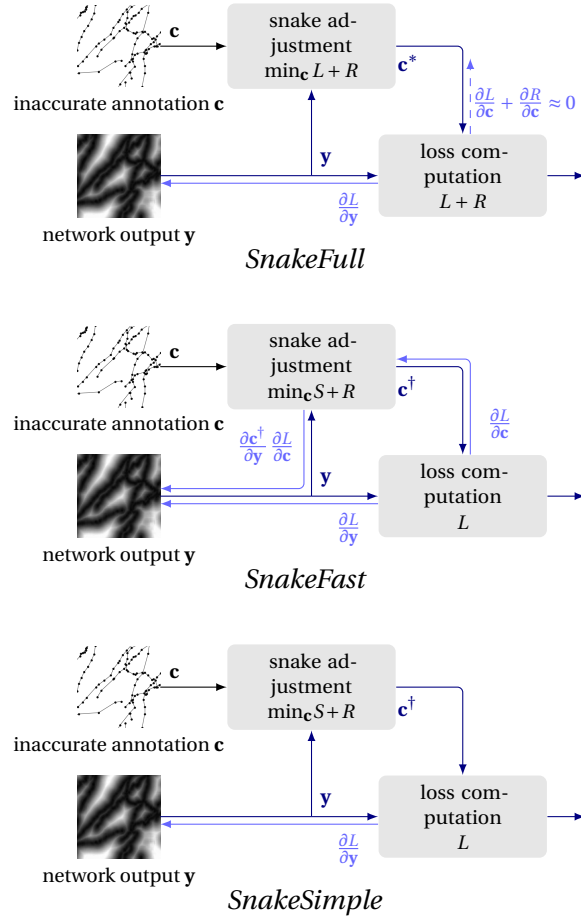 c
snake ad-
justment
min_c L + R
c*
inaccurate annotation c
∂L/∂c + ∂R/∂c ≈ 0
y
loss com-
putation
L + R
∂L/∂y
network output y
SnakeFull
c
snake ad-
justment
min_c S + R
c†
inaccurate annotation c
∂L/∂c
∂c†/∂y ∂L/∂c
y
loss com-
putation
L
∂L/∂y
network output y
SnakeFast
c
snake ad-
justment
min_c S + R
c†
inaccurate annotation c
y
loss com-
putation
L
∂L/∂y
network output y
SnakeSimple